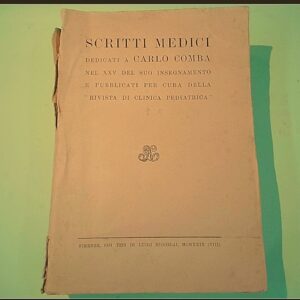 SCRITTI MEDICI
DEDICATI A CARLO COMBA
NEL XXV DEL SUO INSEGNAMENTO
E PUBBLICATI PER CURA DELLA
"RIVISTA DI CLINICA PEDIATRICA"
FIRENZE, COI TIPI DI LUIGI NICCOLAI, MCMXXIX (VII)